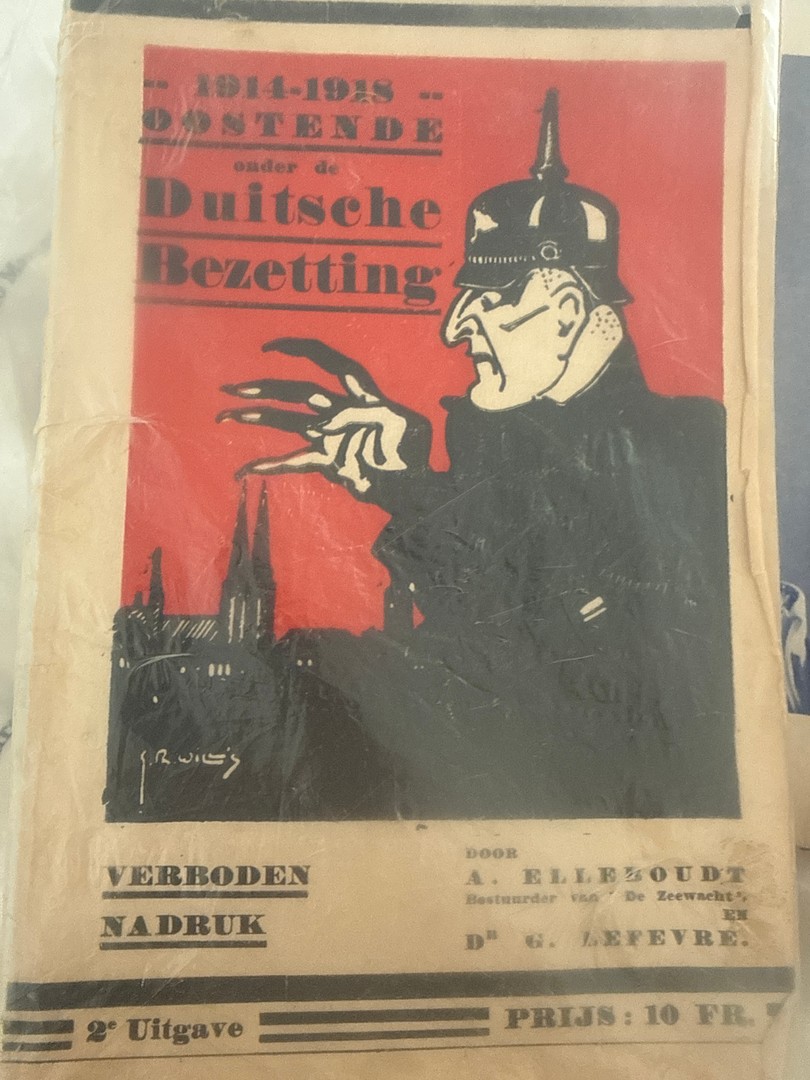 -- 1914-1918 --
OOSTENDE
onder de
Duitsche
Bezetting
VERBODEN
NADRUK
DOOR
A. ELLEBOUDT
Bestuurder van "De Zeewacht",
EN
Dr G. LEFEVRE.
2e Uitgave
PRIJS: 10 FR.